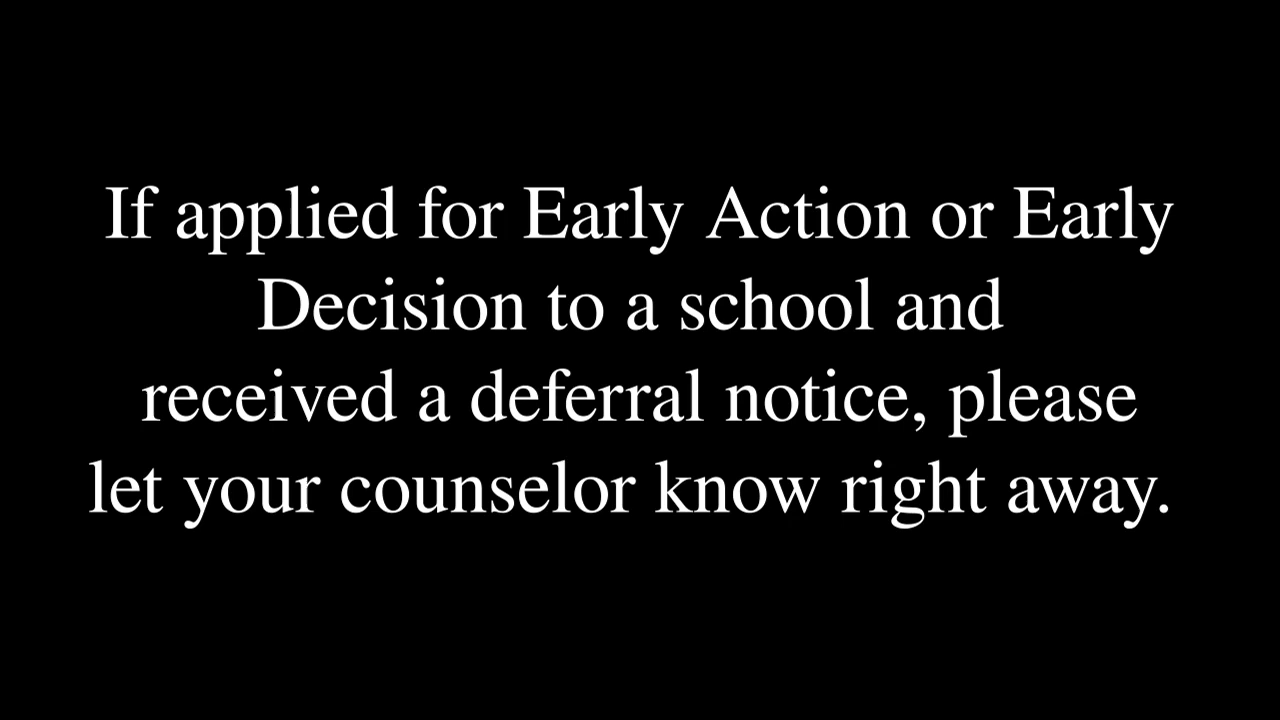 If applied for Early Action or Early
Decision to a school and
received a deferral notice, please
let your counselor know right away.